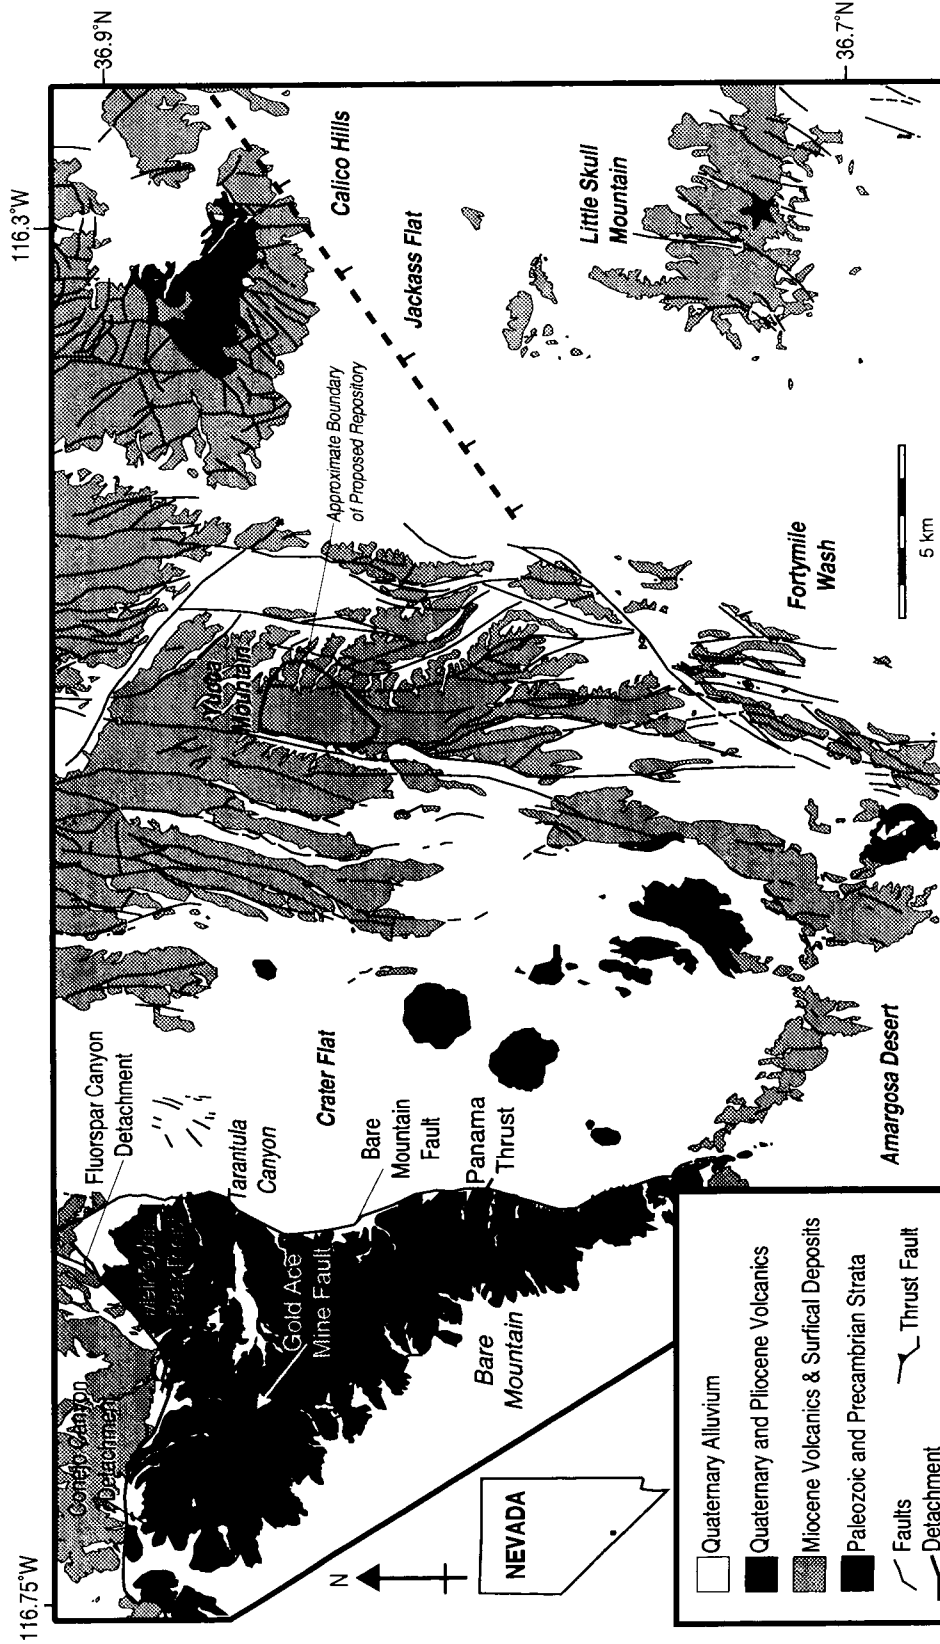 116.75°W
116.3°W
36.9°N
36.7°N
Conejo Canyon
Detachment
Fluorspar Canyon
Detachment
Tarantula
Canyon
Gold Ace
Mine Fault
Bare
Mountain
Fault
Panama
Thrust
Bare
Mountain
Crater Flat
Amargosa Desert
Yucca
Mountain
Approximate Boundary
of Proposed Repository
Fortymile
Wash
Jackass Flat
Calico Hills
Little Skull
Mountain
5 km
N
NEVADA
Quaternary Alluvium
Quaternary and Pliocene Volcanics
Miocene Volcanics & Surfical Deposits
Paleozoic and Precambrian Strata
Faults
Thrust Fault
Detachment